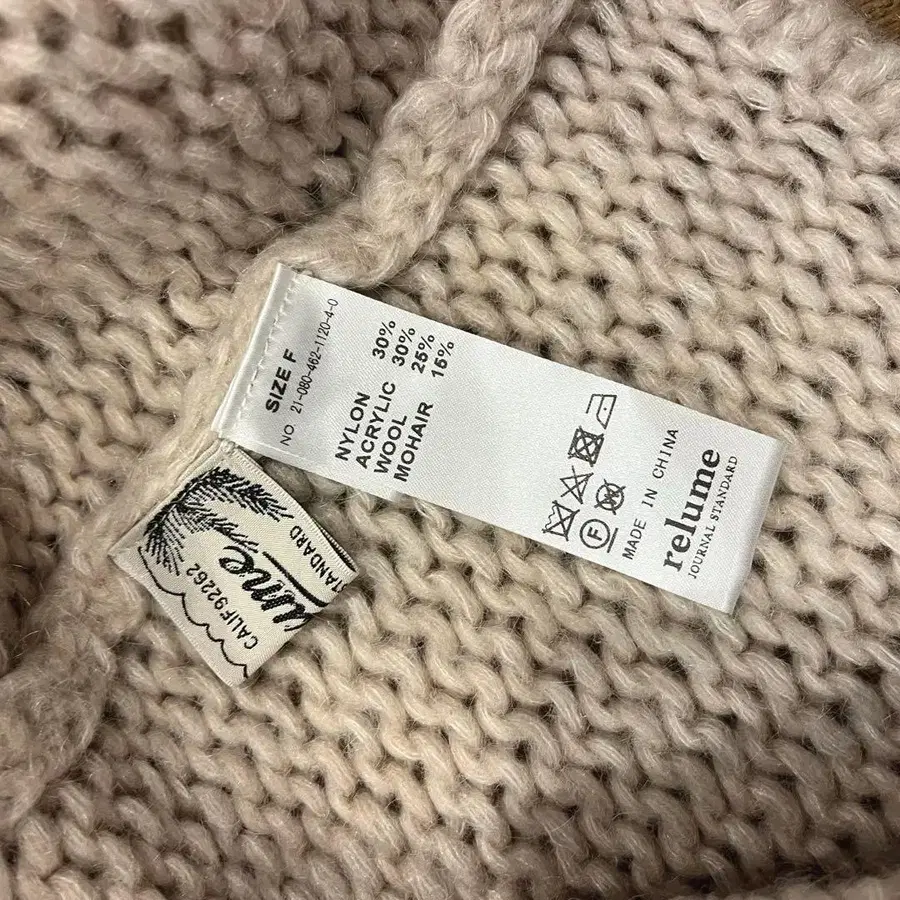 SIZE F
NO. 21-080-462-1120-4-0
NYLON 30%
ACRYLIC 30%
WOOL 25%
MOHAIR 15%
F
MADE IN CHINA
relume
JOURNAL STANDARD
CALIF 92262